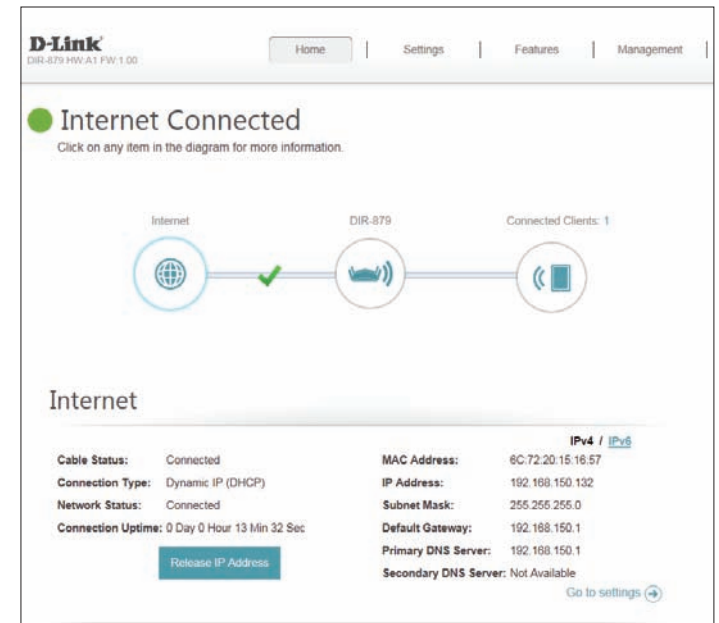 D-Link
DIR-879 HW:A1 FW:1.00
Home | Settings | Features | Management |
Internet Connected
Click on any item in the diagram for more information.
Internet
DIR-879
Connected Clients: 1
Internet
IPv4 / IPv6
Cable Status: Connected
Connection Type: Dynamic IP (DHCP)
Network Status: Connected
Connection Uptime: 0 Day 0 Hour 13 Min 32 Sec
Release IP Address
MAC Address: 6C:72:20:15:16:57
IP Address: 192.168.150.132
Subnet Mask: 255.255.255.0
Default Gateway: 192.168.150.1
Primary DNS Server: 192.168.150.1
Secondary DNS Server: Not Available
Go to settings